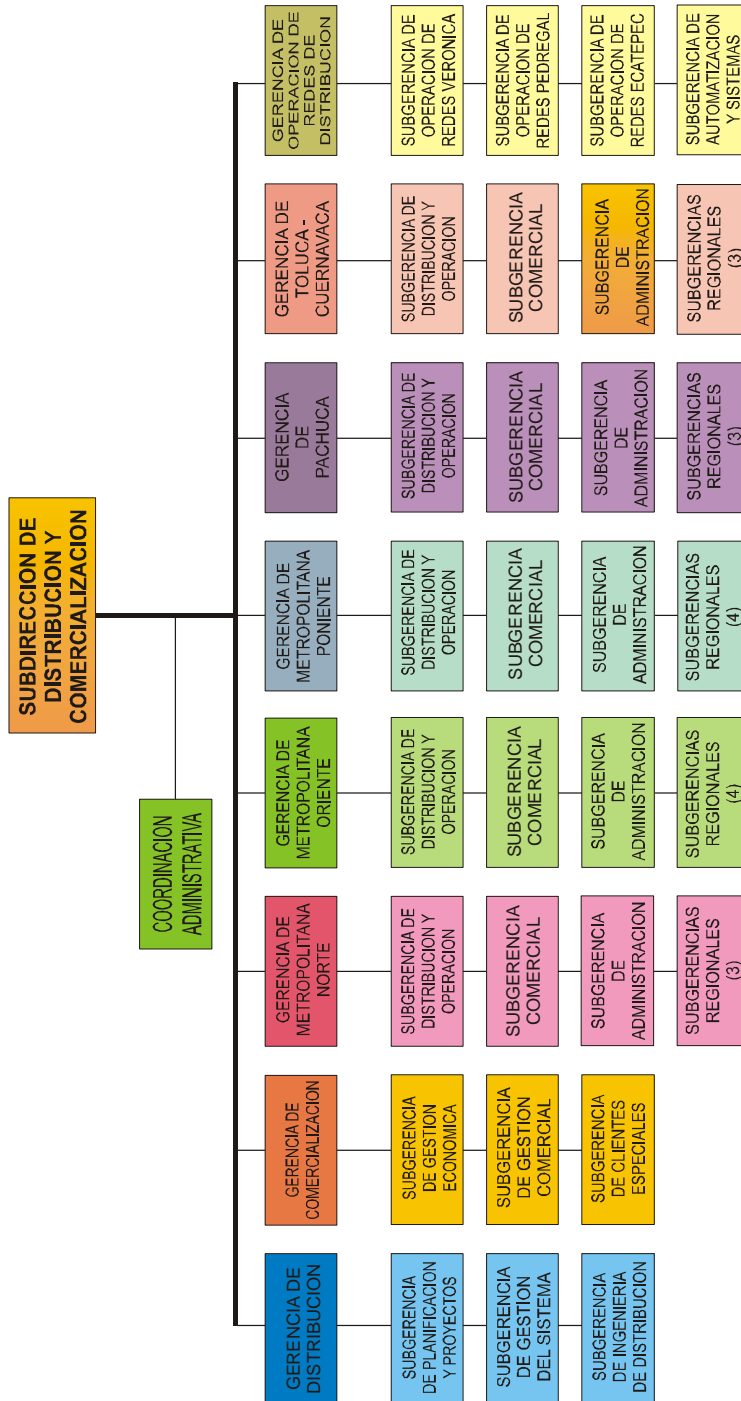 SUBDIRECCION DE
DISTRIBUCION Y
COMERCIALIZACION
COORDINACION
ADMINISTRATIVA
GERENCIA DE
DISTRIBUCION
SUBGERENCIA
DE PLANIFICACION
Y PROYECTOS
SUBGERENCIA
DE GESTION
DEL SISTEMA
SUBGERENCIA
DE INGENIERIA
DE DISTRIBUCION
GERENCIA DE
COMERCIALIZACION
SUBGERENCIA
DE GESTION
ECONOMICA
SUBGERENCIA
DE GESTION
COMERCIAL
SUBGERENCIA
DE CLIENTES
ESPECIALES
GERENCIA DE
METROPOLITANA
NORTE
SUBGERENCIA DE
DISTRIBUCION Y
OPERACION
SUBGERENCIA
COMERCIAL
SUBGERENCIA
DE
ADMINISTRACION
SUBGERENCIAS
REGIONALES
(3)
GERENCIA DE
METROPOLITANA
ORIENTE
SUBGERENCIA DE
DISTRIBUCION Y
OPERACION
SUBGERENCIA
COMERCIAL
SUBGERENCIA
DE
ADMINISTRACION
SUBGERENCIAS
REGIONALES
(4)
GERENCIA DE
METROPOLITANA
PONIENTE
SUBGERENCIA DE
DISTRIBUCION Y
OPERACION
SUBGERENCIA
COMERCIAL
SUBGERENCIA
DE
ADMINISTRACION
SUBGERENCIAS
REGIONALES
(4)
GERENCIA
DE
PACHUCA
SUBGERENCIA DE
DISTRIBUCION Y
OPERACION
SUBGERENCIA
COMERCIAL
SUBGERENCIA
DE
ADMINISTRACION
SUBGERENCIAS
REGIONALES
(3)
GERENCIA DE
TOLUCA -
CUERNAVACA
SUBGERENCIA DE
DISTRIBUCION Y
OPERACION
SUBGERENCIA
COMERCIAL
SUBGERENCIA
DE
ADMINISTRACION
SUBGERENCIAS
REGIONALES
(3)
GERENCIA DE
OPERACION DE
REDES DE
DISTRIBUCION
SUBGERENCIA DE
OPERACION DE
REDES VERONICA
SUBGERENCIA DE
OPERACION DE
REDES PEDREGAL
SUBGERENCIA DE
OPERACION DE
REDES ECATEPEC
SUBGERENCIA DE
AUTOMATIZACION
Y SISTEMAS